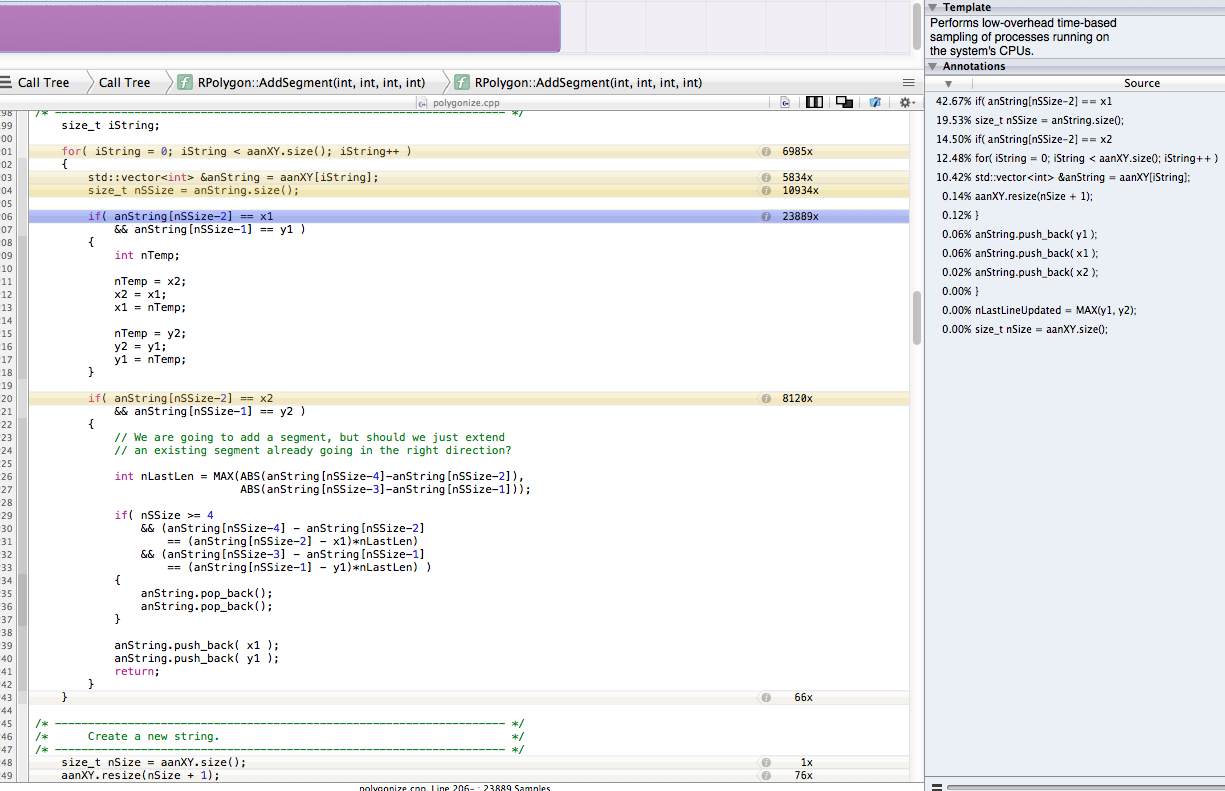 Call Tree Call Tree RPolygon::AddSegment(int, int, int, int) RPolygon::AddSegment(int, int, int, int)
polygonize.cpp
98 /* --------------------------------------------------------------------- */
99     size_t iString;
00
01     for( iString = 0; iString < aanXY.size(); iString++ ) 6985x
02     {
03         std::vector<int> &anString = aanXY[iString]; 5834x
04         size_t nSSize = anString.size(); 10934x
05
06         if( anString[nSSize-2] == x1 23889x
07             && anString[nSSize-1] == y1 )
08         {
09             int nTemp;
10
11             nTemp = x2;
12             x2 = x1;
13             x1 = nTemp;
14
15             nTemp = y2;
16             y2 = y1;
17             y1 = nTemp;
18         }
19
20         if( anString[nSSize-2] == x2 8120x
21             && anString[nSSize-1] == y2 )
22         {
23             // We are going to add a segment, but should we just extend
24             // an existing segment already going in the right direction?
25
26             int nLastLen = MAX(ABS(anString[nSSize-4]-anString[nSSize-2]),
27                                ABS(anString[nSSize-3]-anString[nSSize-1]));
28
29             if( nSSize >= 4
30                 && (anString[nSSize-4] - anString[nSSize-2]
31                     == (anString[nSSize-2] - x1)*nLastLen)
32                 && (anString[nSSize-3] - anString[nSSize-1]
33                     == (anString[nSSize-1] - y1)*nLastLen) )
34             {
35                 anString.pop_back();
36                 anString.pop_back();
37             }
38
39             anString.push_back( x1 );
40             anString.push_back( y1 );
41             return;
42         }
43     } 66x
44
45 /* --------------------------------------------------------------------- */
46 /*      Create a new string.                                             */
47 /* --------------------------------------------------------------------- */
48     size_t nSize = aanXY.size(); 1x
49     aanXY.resize(nSize + 1); 76x
polygonize.cpp, Line 206- : 23889 Samples
Template
Performs low-overhead time-based
sampling of processes running on
the system's CPUs.
Annotations
Source
42.67% if( anString[nSSize-2] == x1
19.53% size_t nSSize = anString.size();
14.50% if( anString[nSSize-2] == x2
12.48% for( iString = 0; iString < aanXY.size(); iString++ )
10.42% std::vector<int> &anString = aanXY[iString];
0.14% aanXY.resize(nSize + 1);
0.12% }
0.06% anString.push_back( y1 );
0.06% anString.push_back( x1 );
0.02% anString.push_back( x2 );
0.00% }
0.00% nLastLineUpdated = MAX(y1, y2);
0.00% size_t nSize = aanXY.size();